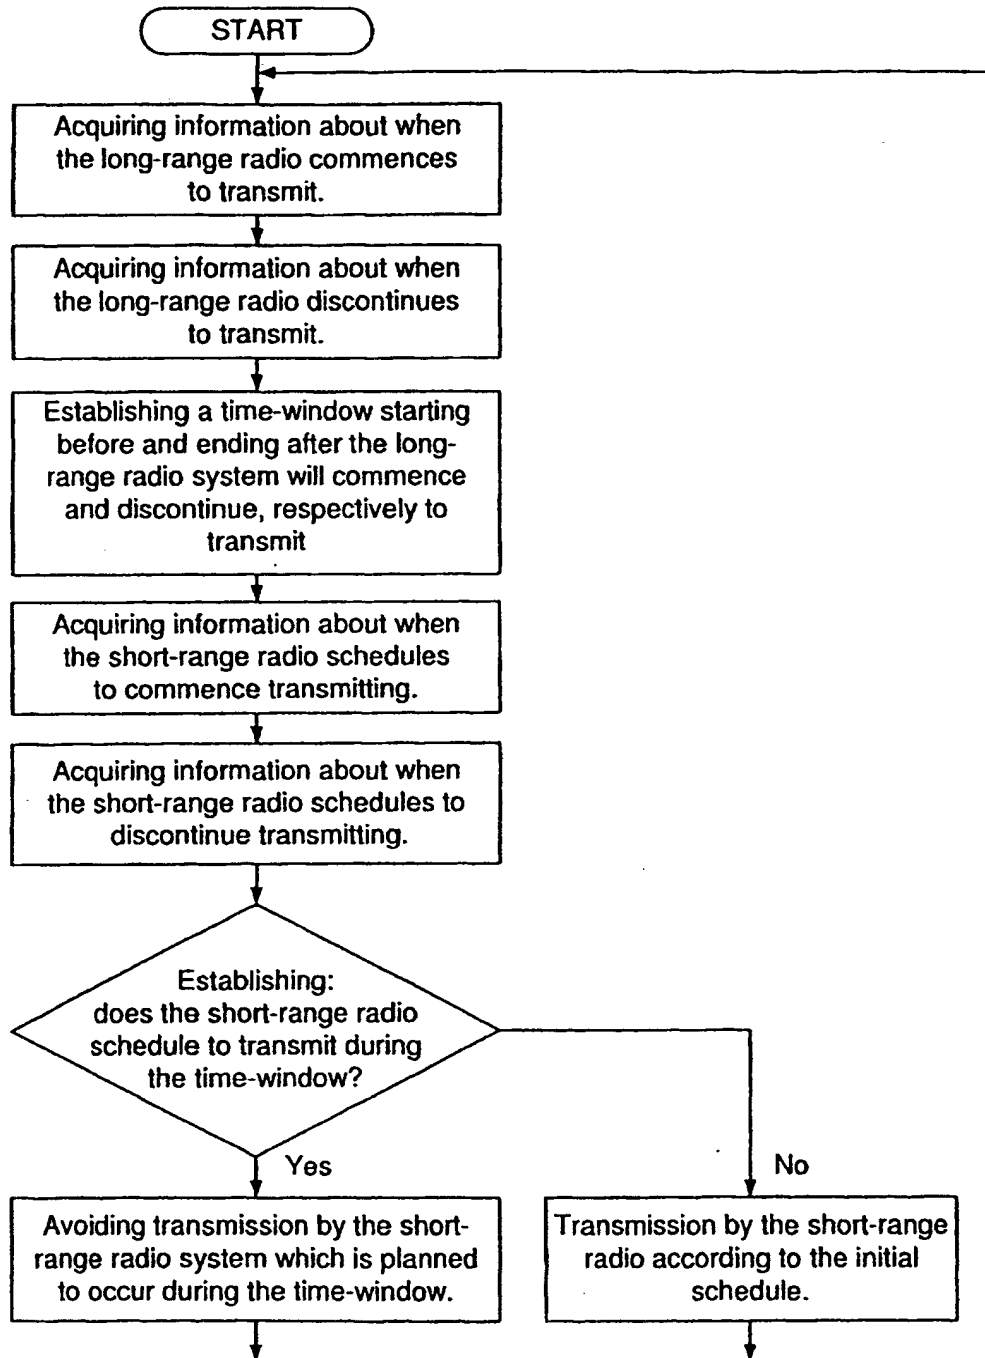 START
Acquiring information about when
the long-range radio commences
to transmit.
Acquiring information about when
the long-range radio discontinues
to transmit.
Establishing a time-window starting
before and ending after the long-
range radio system will commence
and discontinue, respectively to
transmit
Acquiring information about when
the short-range radio schedules
to commence transmitting.
Acquiring information about when
the short-range radio schedules to
discontinue transmitting.
Establishing:
does the short-range radio
schedule to transmit during
the time-window?
Yes
No
Avoiding transmission by the short-
range radio system which is planned
to occur during the time-window.
Transmission by the short-range
radio according to the initial
schedule.